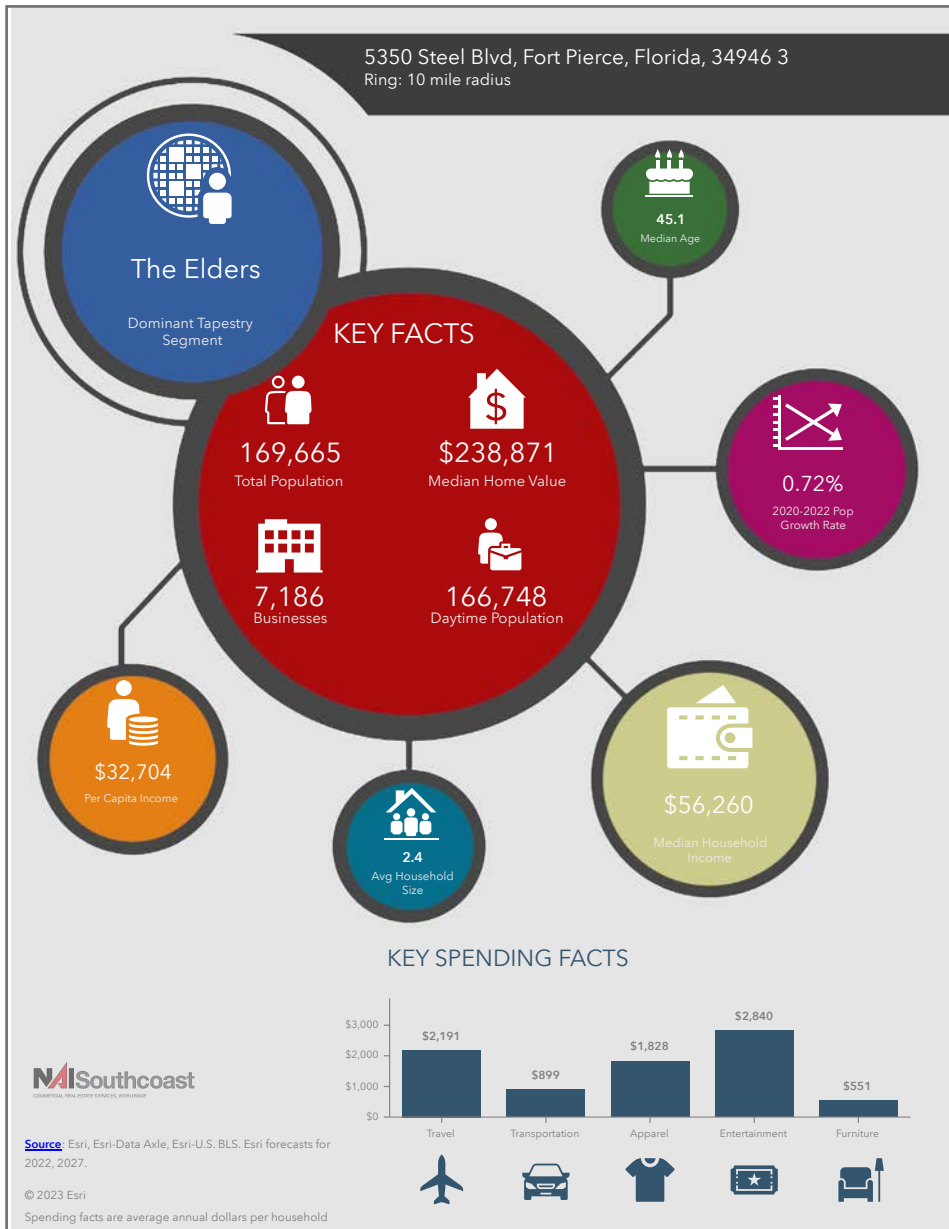 5350 Steel Blvd, Fort Pierce, Florida, 34946 3
Ring: 10 mile radius
The Elders
Dominant Tapestry
Segment
45.1
Median Age
KEY FACTS
169,665
Total Population
$
$238,871
Median Home Value
7,186
Businesses
166,748
Daytime Population
0.72%
2020-2022 Pop
Growth Rate
$32,704
Per Capita Income
2.4
Avg Household
Size
$56,260
Median Household
Income
KEY SPENDING FACTS
$3,000
$2,000
$1,000
$0
$2,191
$899
$1,828
$2,840
$551
Travel
Transportation
Apparel
Entertainment
Furniture
NAISouthcoast
COMMERCIAL REAL ESTATE SERVICES, WORLDWIDE
Source: Esri, Esri-Data Axle, Esri-U.S. BLS. Esri forecasts for
2022, 2027.
© 2023 Esri
Spending facts are average annual dollars per household